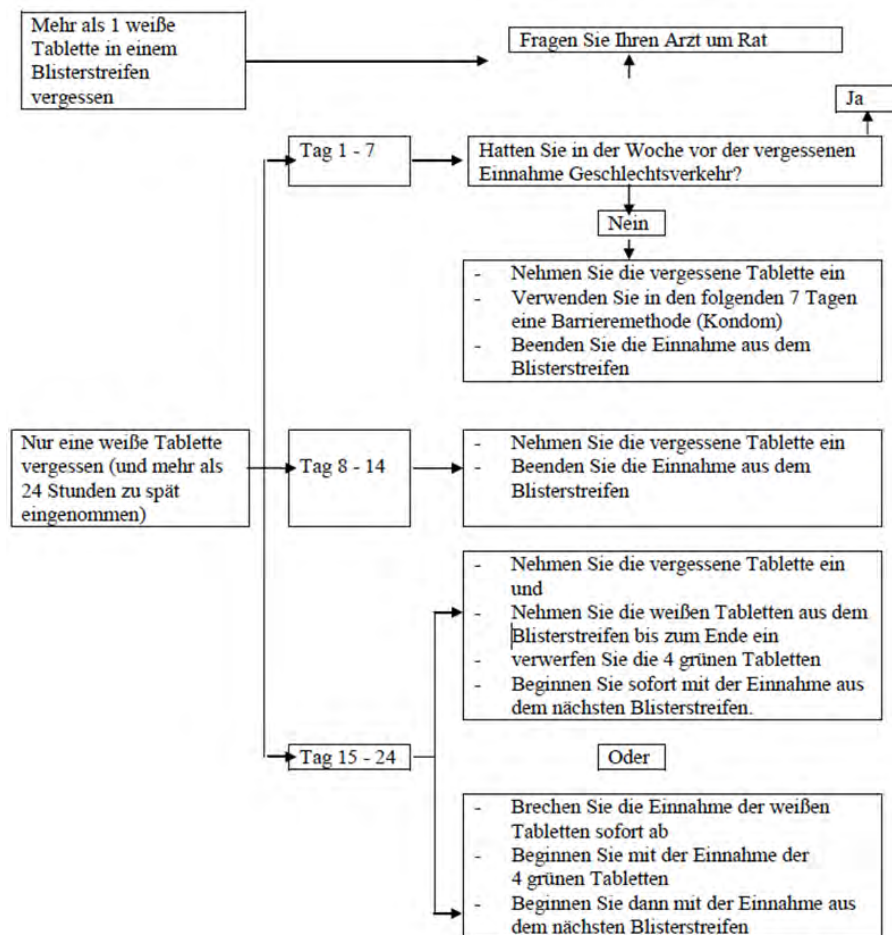 Mehr als 1 weiße
Tablette in einem
Blisterstreifen
vergessen
Fragen Sie Ihren Arzt um Rat
Ja
Tag 1 - 7
Hatten Sie in der Woche vor der vergessenen
Einnahme Geschlechtsverkehr?
Nein
- Nehmen Sie die vergessene Tablette ein
- Verwenden Sie in den folgenden 7 Tagen
eine Barrieremethode (Kondom)
- Beenden Sie die Einnahme aus dem
Blisterstreifen
Nur eine weiße Tablette
vergessen (und mehr als
24 Stunden zu spät
eingenommen)
Tag 8 - 14
- Nehmen Sie die vergessene Tablette ein
- Beenden Sie die Einnahme aus dem
Blisterstreifen
- Nehmen Sie die vergessene Tablette ein
und
- Nehmen Sie die weißen Tabletten aus dem
Blisterstreifen bis zum Ende ein
- verwerfen Sie die 4 grünen Tabletten
- Beginnen Sie sofort mit der Einnahme aus
dem nächsten Blisterstreifen.
Tag 15 - 24
Oder
- Brechen Sie die Einnahme der weißen
Tabletten sofort ab
- Beginnen Sie mit der Einnahme der
4 grünen Tabletten
- Beginnen Sie dann mit der Einnahme aus
dem nächsten Blisterstreifen